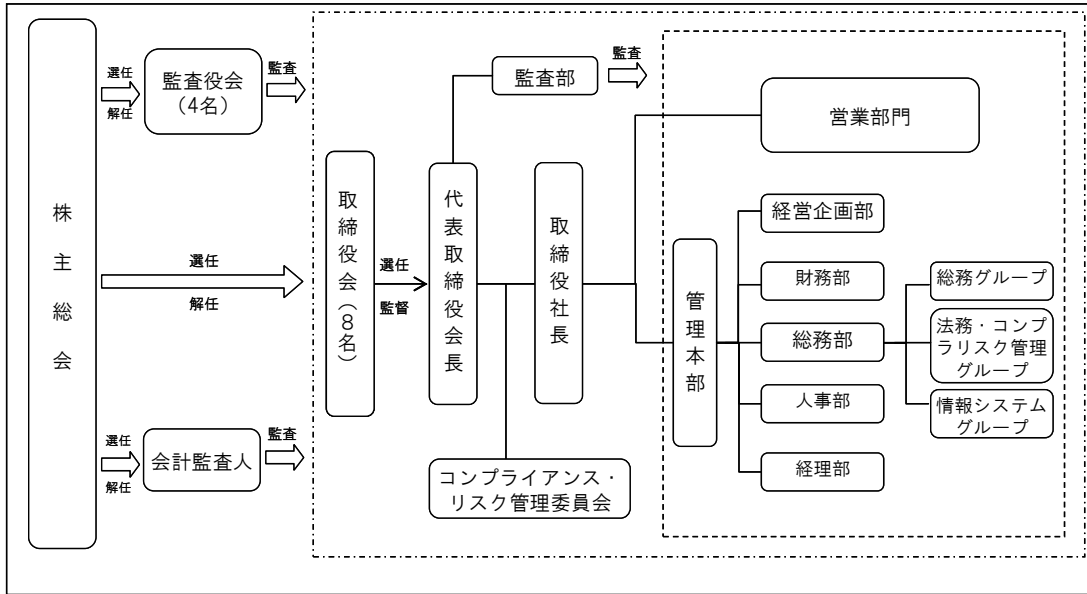 株主総会
選任
解任
監査役会
（4名）
監査
選任
解任
選任
解任
会計監査人
監査
取締役会（8名）
選任
監督
代表取締役会長
監査部
監査
取締役社長
コンプライアンス・
リスク管理委員会
営業部門
管理本部
経営企画部
財務部
総務部
人事部
経理部
総務グループ
法務・コンプ
ラリスク管理
グループ
情報システム
グループ